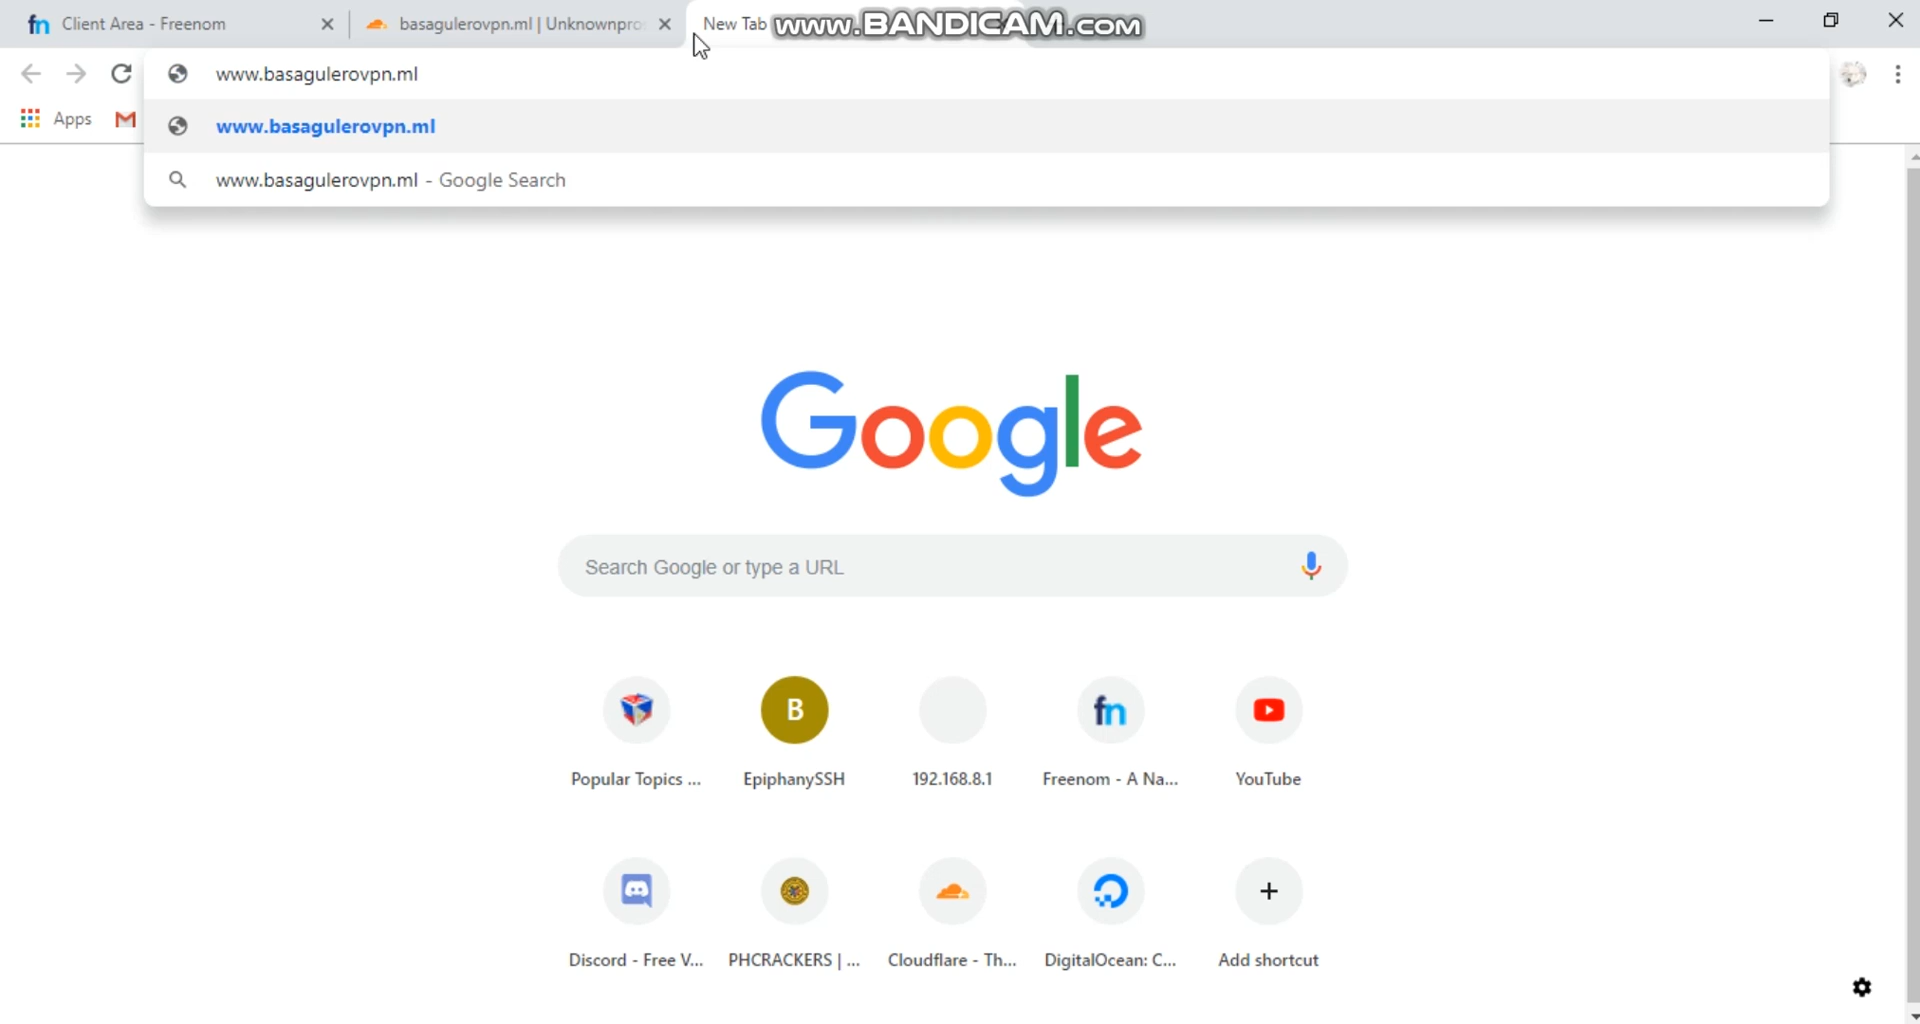 Client Area - Freenom
basagulerovpn.ml | Unknownpro
New Tab
www.BANDICAM.com
www.basagulerovpn.ml
Apps
www.basagulerovpn.ml
www.basagulerovpn.ml - Google Search
Google
Search Google or type a URL
B
fn
Popular Topics ...
EpiphanySSH
192.168.8.1
Freenom - A Na...
YouTube
Discord - Free V...
PHCRACKERS | ...
Cloudflare - Th...
DigitalOcean: C...
Add shortcut